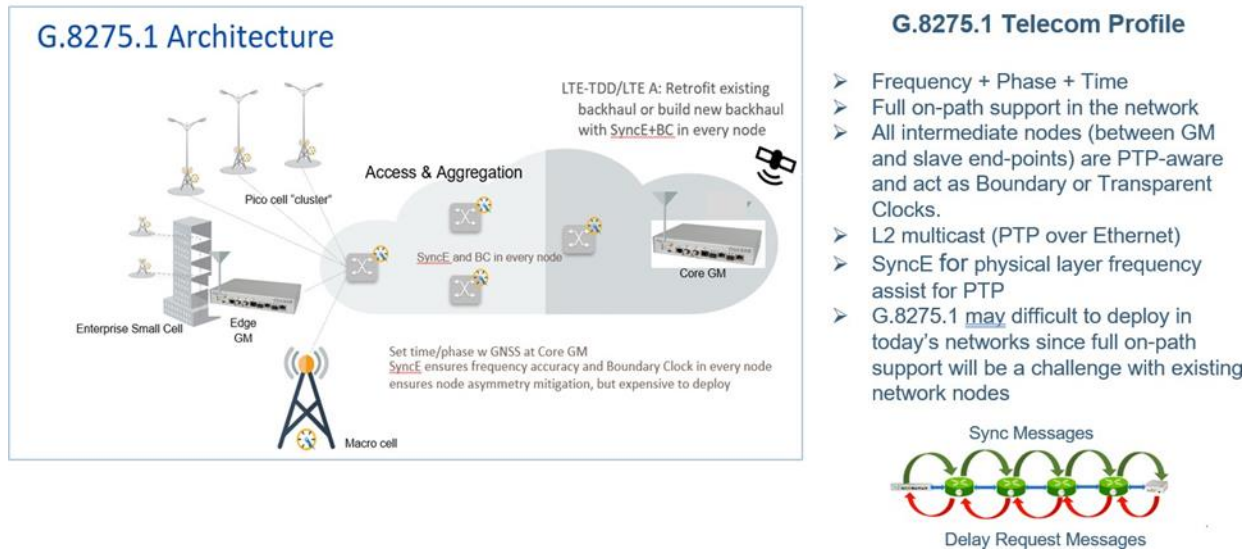 G.8275.1 Architecture
LTE-TDD/LTE A: Retrofit existing
backhaul or build new backhaul
with SyncE+BC in every node
Access & Aggregation
Pico cell "cluster"
SyncE and BC in every node
Core GM
Enterprise Small Cell
Edge
GM
Set time/phase w GNSS at Core GM
SyncE ensures frequency accuracy and Boundary Clock in every node
ensures node asymmetry mitigation, but expensive to deploy
Macro cell
G.8275.1 Telecom Profile
➢ Frequency + Phase + Time
➢ Full on-path support in the network
➢ All intermediate nodes (between GM
and slave end-points) are PTP-aware
and act as Boundary or Transparent
Clocks.
➢ L2 multicast (PTP over Ethernet)
➢ SyncE for physical layer frequency
assist for PTP
➢ G.8275.1 may difficult to deploy in
today's networks since full on-path
support will be a challenge with existing
network nodes
Sync Messages
Delay Request Messages